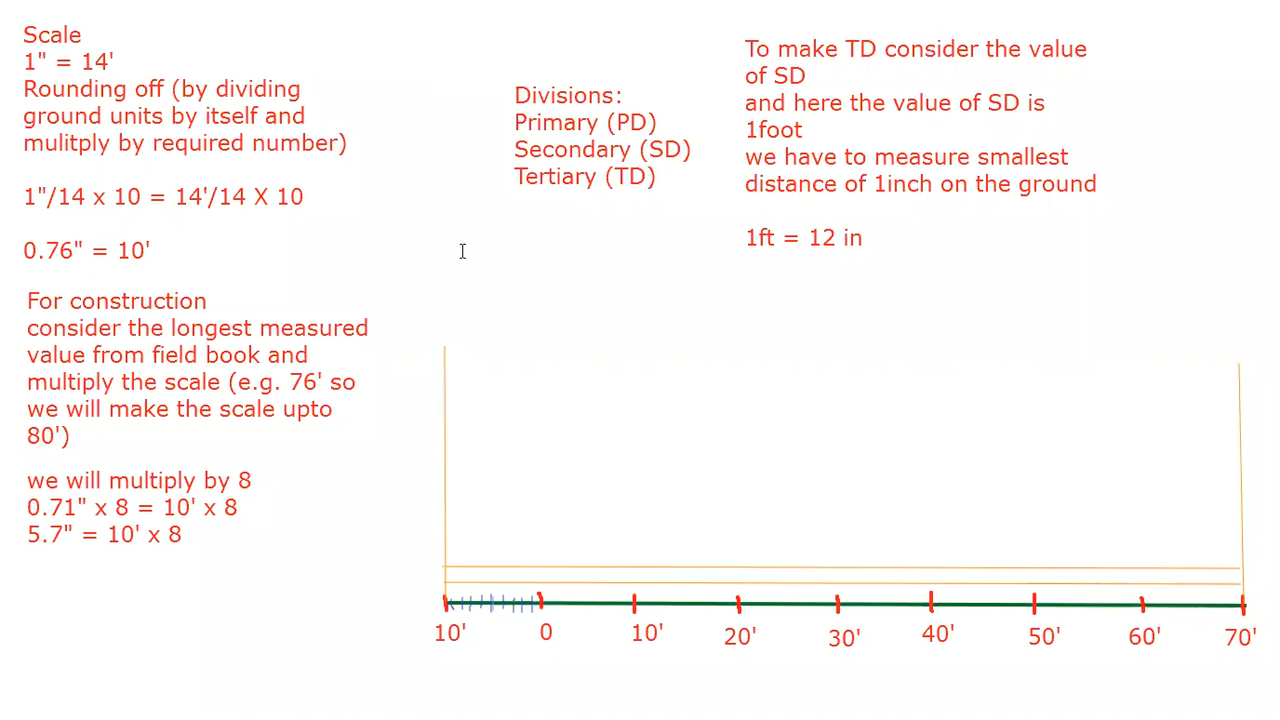 Scale
1" = 14'
Rounding off (by dividing
ground units by itself and
mulitply by required number)
1"/14 x 10 = 14'/14 X 10
0.76" = 10'
For construction
consider the longest measured
value from field book and
multiply the scale (e.g. 76' so
we will make the scale upto
80')
we will multiply by 8
0.71" x 8 = 10' x 8
5.7" = 10' x 8
Divisions:
Primary (PD)
Secondary (SD)
Tertiary (TD)
To make TD consider the value
of SD
and here the value of SD is
1foot
we have to measure smallest
distance of 1inch on the ground
1ft = 12 in
10' 0 10' 20' 30' 40' 50' 60' 70'